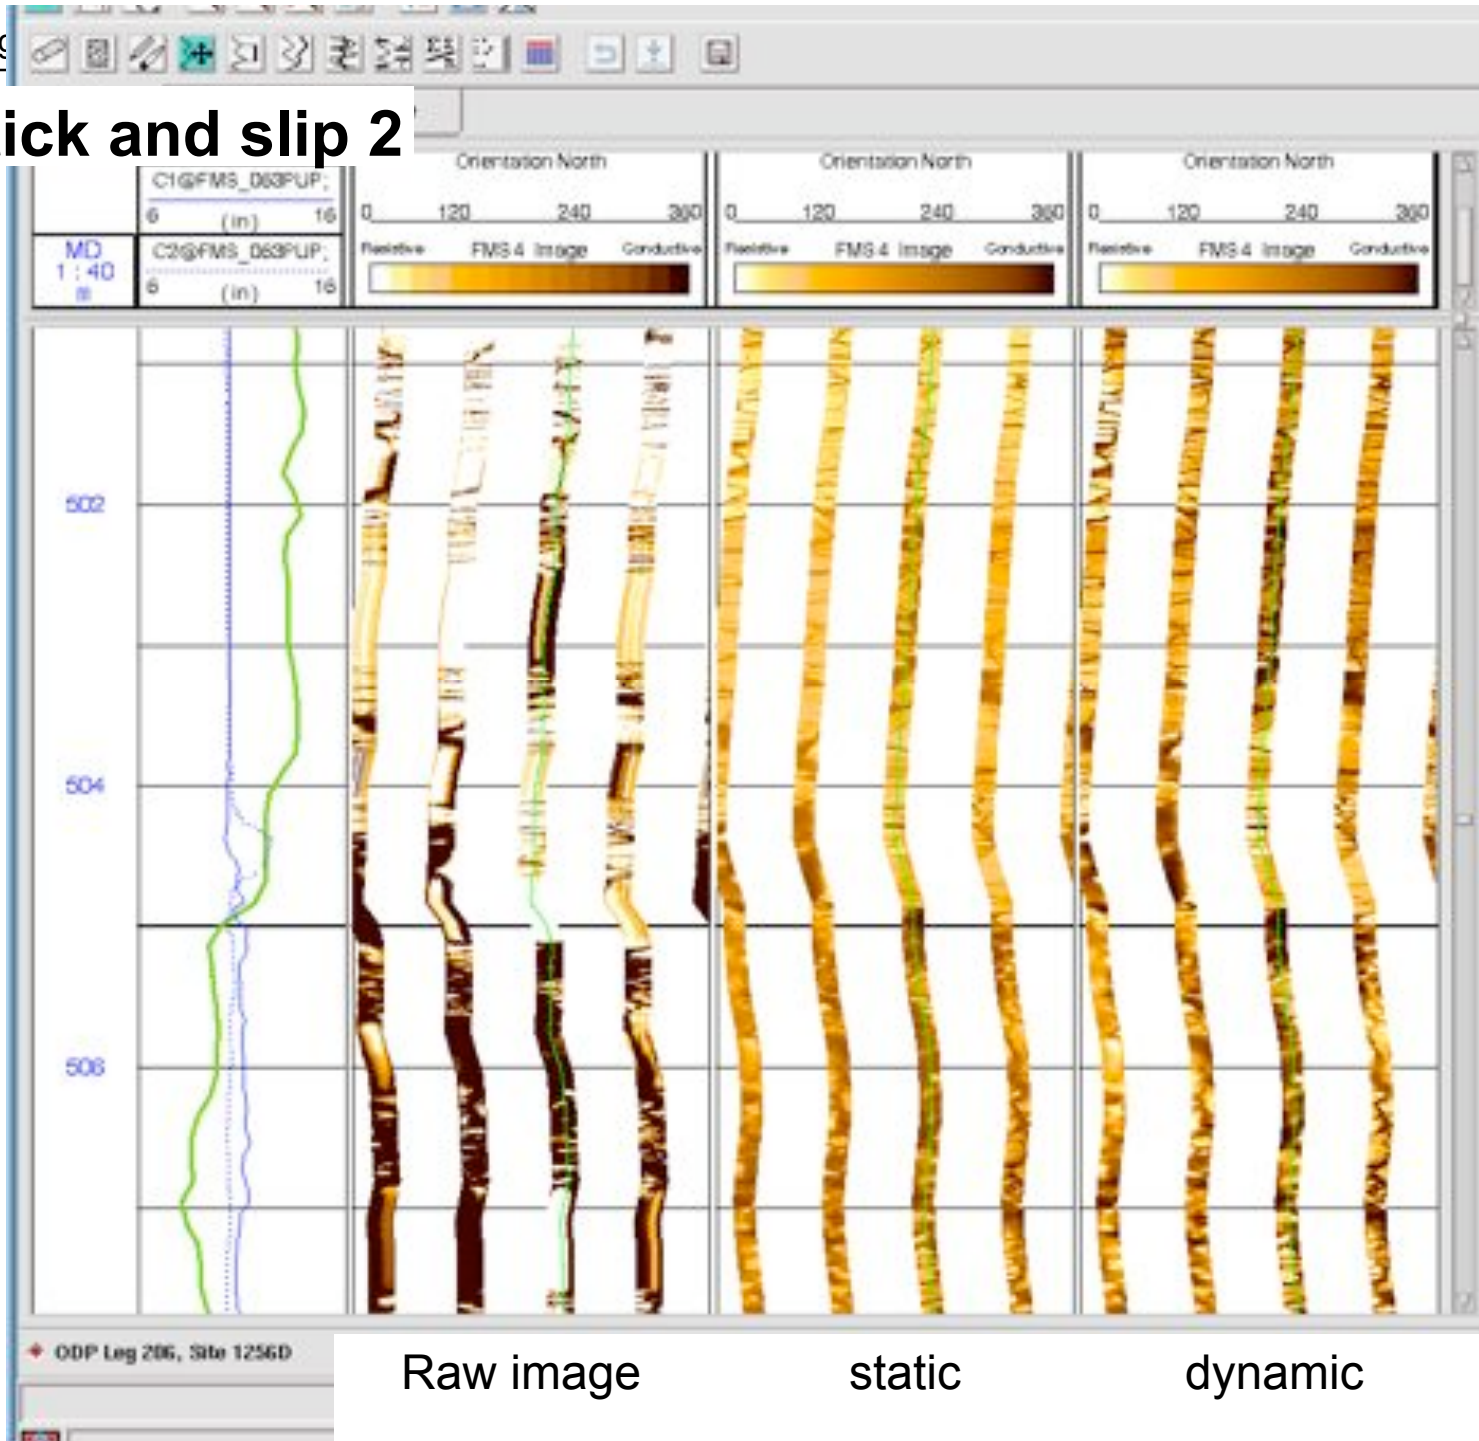 ick and slip 2
C1@FMS_063PUP;
6 (in) 16
MD
1 : 40
m
C2@FMS_063PUP;
6 (in) 16
Orientation North
0 120 240 360
Resistive FMS 4 Image Conductive
Orientation North
0 120 240 360
Resistive FMS 4 Image Conductive
Orientation North
0 120 240 360
Resistive FMS 4 Image Conductive
502
504
506
ODP Leg 206, Site 1256D
Raw image
static
dynamic